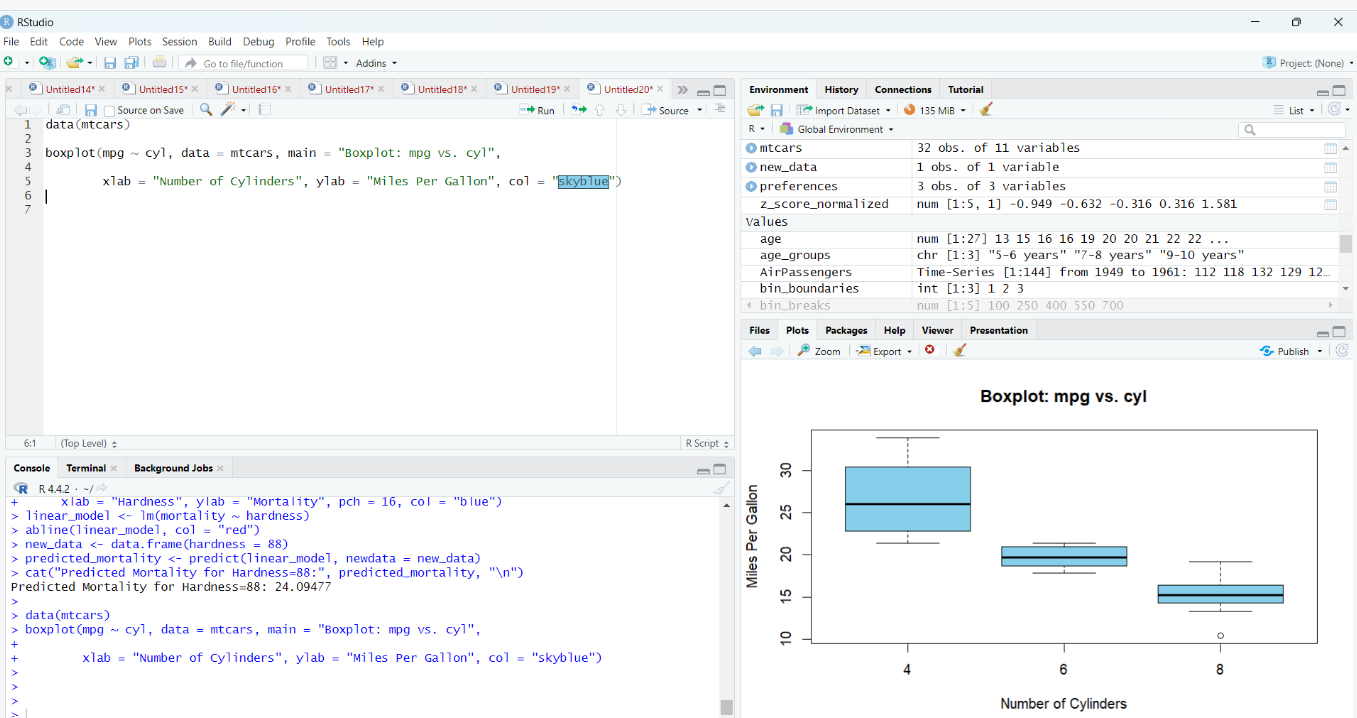 RStudio
File Edit Code View Plots Session Build Debug Profile Tools Help
Go to file/function Addins Project: (None)
Untitled14* Untitled15* Untitled16* Untitled17* Untitled18* Untitled19* Untitled20*
Source on Save Run Source
1 data(mtcars)
2
3 boxplot(mpg ~ cyl, data = mtcars, main = "Boxplot: mpg vs. cyl",
4
5 xlab = "Number of Cylinders", ylab = "Miles Per Gallon", col = "skyblue")
6
7
6:1 (Top Level) R Script
Console Terminal Background Jobs
R 4.4.2 · ~/
+ xlab = "Hardness", ylab = "Mortality", pch = 16, col = "blue")
> linear_model <- lm(mortality ~ hardness)
> abline(linear_model, col = "red")
> new_data <- data.frame(hardness = 88)
> predicted_mortality <- predict(linear_model, newdata = new_data)
> cat("Predicted Mortality for Hardness=88:", predicted_mortality, "\n")
Predicted Mortality for Hardness=88: 24.09477
>
> data(mtcars)
> boxplot(mpg ~ cyl, data = mtcars, main = "Boxplot: mpg vs. cyl",
+
+ xlab = "Number of Cylinders", ylab = "Miles Per Gallon", col = "skyblue")
>
>
>
>
Environment History Connections Tutorial
Import Dataset 135 MiB List
R Global Environment
mtcars 32 obs. of 11 variables
new_data 1 obs. of 1 variable
preferences 3 obs. of 3 variables
z_score_normalized num [1:5, 1] -0.949 -0.632 -0.316 0.316 1.581
Values
age num [1:27] 13 15 16 16 19 20 20 21 22 22 ...
age_groups chr [1:3] "5-6 years" "7-8 years" "9-10 years"
AirPassengers Time-Series [1:144] from 1949 to 1961: 112 118 132 129 12…
bin_boundaries int [1:3] 1 2 3
bin_breaks num [1:5] 100 250 400 550 700
Files Plots Packages Help Viewer Presentation
Zoom Export Publish
Boxplot: mpg vs. cyl
Miles Per Gallon
30
25
20
15
10
4 6 8
Number of Cylinders